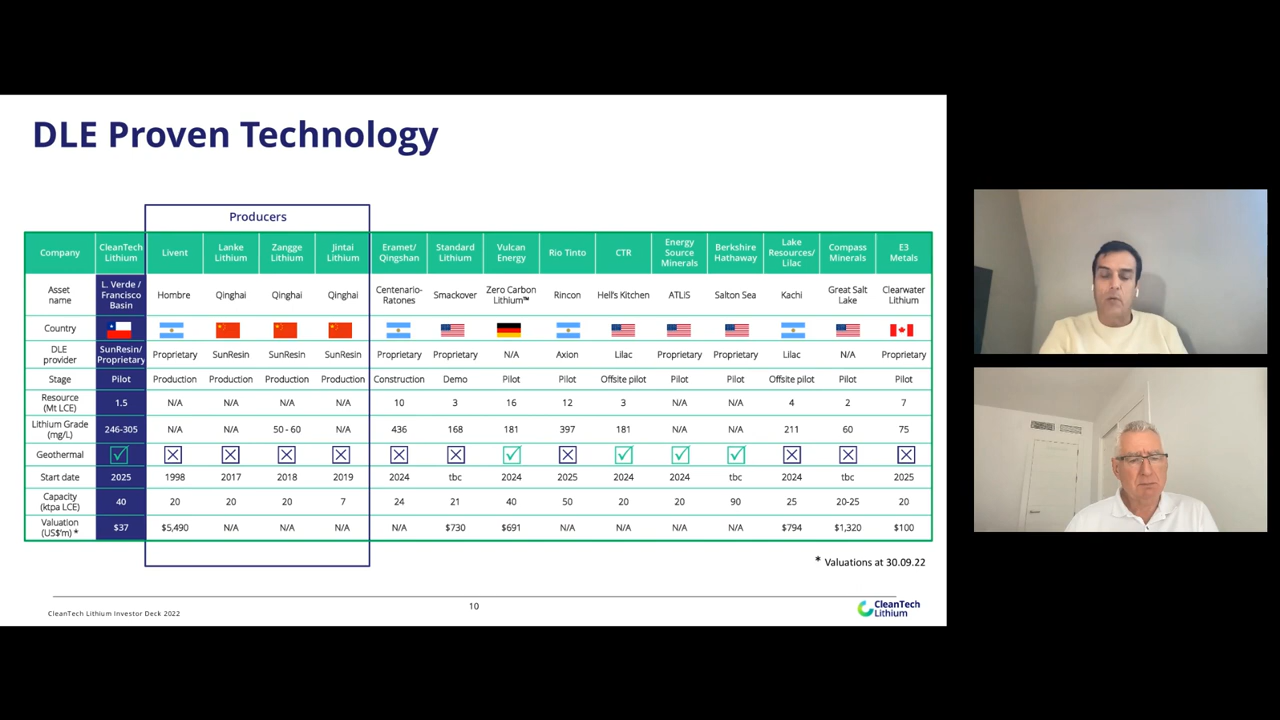 DLE Proven Technology
Producers
Company CleanTech Lithium Livent Lanke Lithium Zangge Lithium Jintai Lithium Eramet/ Qingshan Standard Lithium Vulcan Energy Rio Tinto CTR Energy Source Minerals Berkshire Hathaway Lake Resources/ Lilac Compass Minerals E3 Metals
Asset name L. Verde / Francisco Basin Hombre Qinghai Qinghai Qinghai Centenario-Ratones Smackover Zero Carbon Lithium™ Rincon Hell's Kitchen ATLiS Salton Sea Kachi Great Salt Lake Clearwater Lithium
Country
DLE provider SunResin/ Proprietary Proprietary SunResin SunResin SunResin Proprietary Proprietary N/A Axion Lilac Proprietary Proprietary Lilac N/A Proprietary
Stage Pilot Production Production Production Production Construction Demo Pilot Pilot Offsite pilot Pilot Pilot Offsite pilot Pilot Pilot
Resource (Mt LCE) 1.5 N/A N/A N/A N/A 10 3 16 12 3 N/A N/A 4 2 7
Lithium Grade (mg/L) 246-305 N/A N/A 50 - 60 N/A 436 168 181 397 181 N/A N/A 211 60 75
Geothermal
Start date 2025 1998 2017 2018 2019 2024 tbc 2024 2025 2024 2024 2024 2024 tbc 2025
Capacity (ktpa LCE) 40 20 20 20 7 24 21 40 50 20 20 90 25 20-25 20
Valuation (US$'m) * $37 $5,490 N/A N/A N/A N/A $730 $691 N/A N/A N/A N/A $794 $1,320 $100
* Valuations at 30.09.22
CleanTech Lithium Investor Deck 2022
10
CleanTech
Lithium